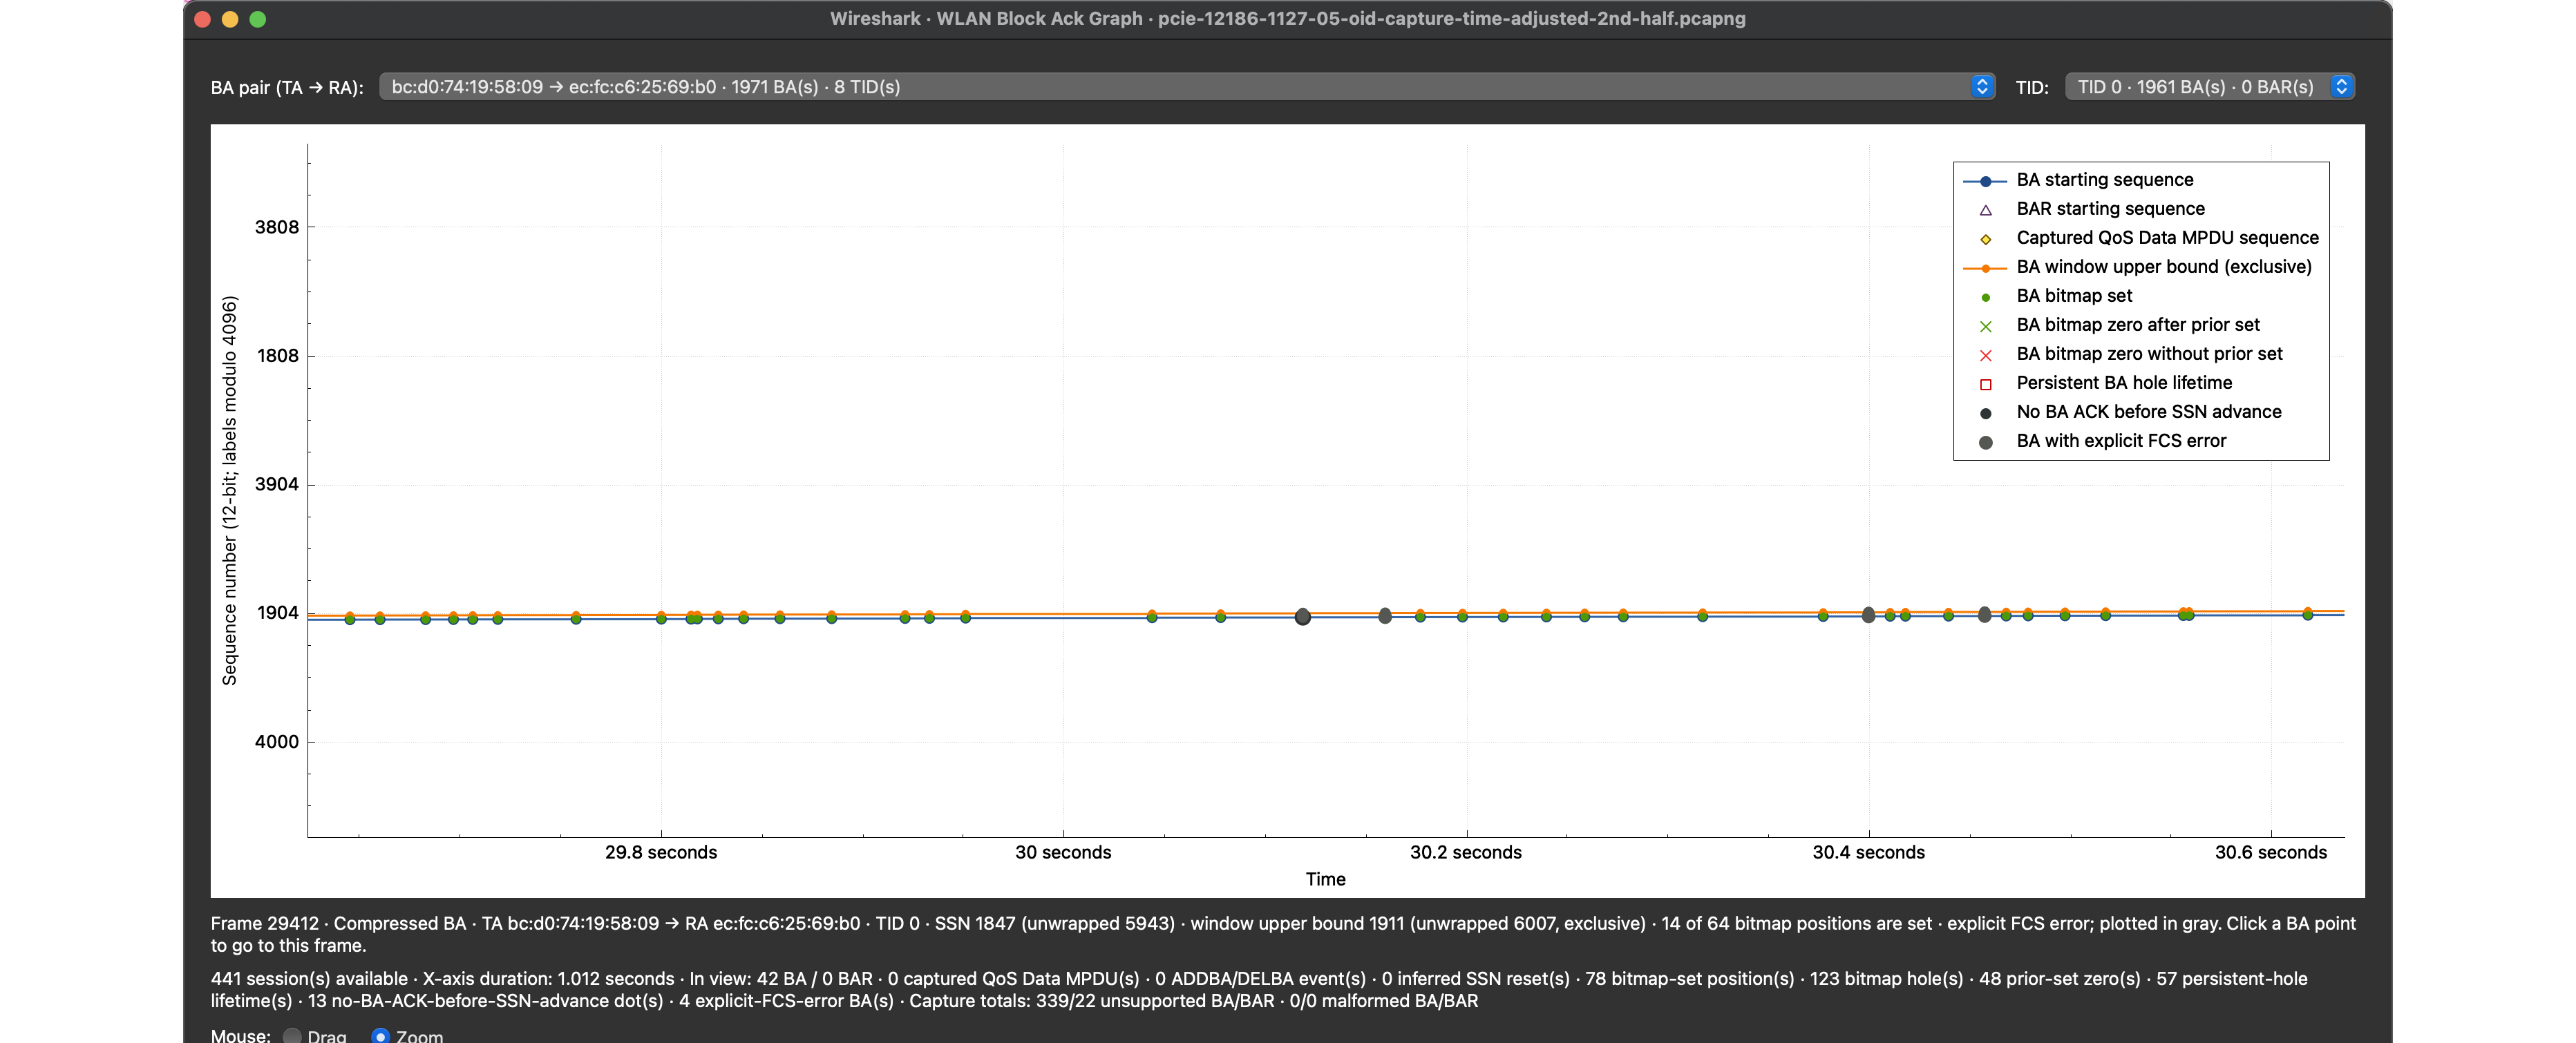 Wireshark · WLAN Block Ack Graph · pcie-12186-1127-05-oid-capture-time-adjusted-2nd-half.pcapng
BA pair (TA → RA): bc:d0:74:19:58:09 → ec:fc:c6:25:69:b0 · 1971 BA(s) · 8 TID(s) TID: TID 0 · 1961 BA(s) · 0 BAR(s)
BA starting sequence
BAR starting sequence
Captured QoS Data MPDU sequence
BA window upper bound (exclusive)
BA bitmap set
BA bitmap zero after prior set
BA bitmap zero without prior set
Persistent BA hole lifetime
No BA ACK before SSN advance
BA with explicit FCS error
Sequence number (12-bit; labels modulo 4096)
3808
1808
3904
1904
4000
29.8 seconds 30 seconds 30.2 seconds 30.4 seconds 30.6 seconds
Time
Frame 29412 · Compressed BA · TA bc:d0:74:19:58:09 → RA ec:fc:c6:25:69:b0 · TID 0 · SSN 1847 (unwrapped 5943) · window upper bound 1911 (unwrapped 6007, exclusive) · 14 of 64 bitmap positions are set · explicit FCS error; plotted in gray. Click a BA point
to go to this frame.
441 session(s) available · X-axis duration: 1.012 seconds · In view: 42 BA / 0 BAR · 0 captured QoS Data MPDU(s) · 0 ADDBA/DELBA event(s) · 0 inferred SSN reset(s) · 78 bitmap-set position(s) · 123 bitmap hole(s) · 48 prior-set zero(s) · 57 persistent-hole
lifetime(s) · 13 no-BA-ACK-before-SSN-advance dot(s) · 4 explicit-FCS-error BA(s) · Capture totals: 339/22 unsupported BA/BAR · 0/0 malformed BA/BAR
Mouse: Drag Zoom